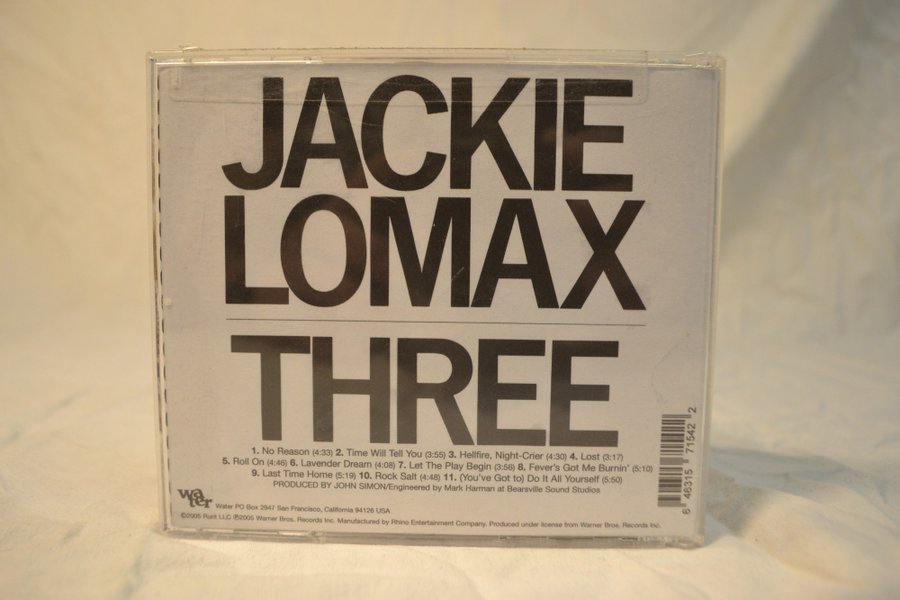 JACKIE
LOMAX
THREE
1. No Reason (4:33) 2. Time Will Tell You (3:55) 3. Hellfire, Night-Crier (4:30) 4. Lost (3:17)
5. Roll On (4:46) 6. Lavender Dream (4:08) 7. Let The Play Begin (3:56) 8. Fever's Got Me Burnin' (5:10)
9. Last Time Home (5:19) 10. Rock Salt (4:48) 11. (You've Got to) Do It All Yourself (5:50)
PRODUCED BY JOHN SIMON/Engineered by Mark Harman at Bearsville Sound Studios
water
Water PO Box 2947 San Francisco, California 94126 USA
©2005 Runt LLC ℗2005 Warner Bros. Records Inc. Manufactured by Rhino Entertainment Company. Produced under license from Warner Bros. Records Inc.
6 46315 71542 2